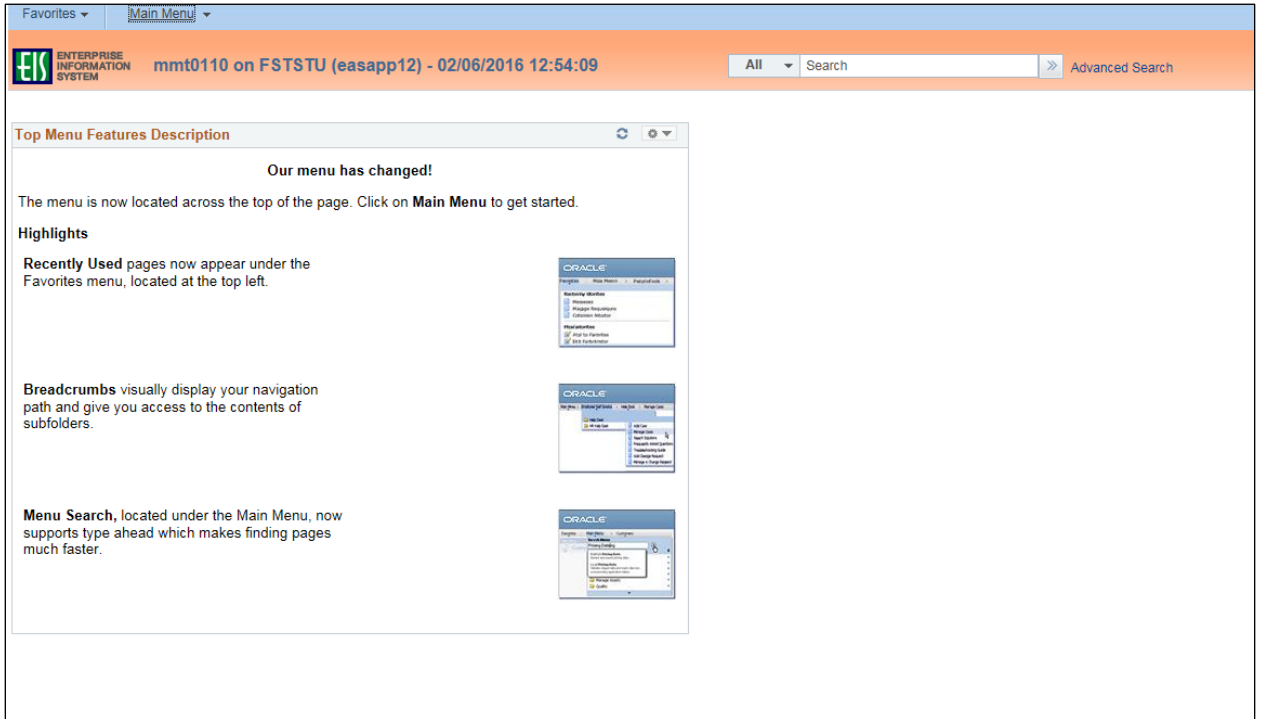 Favorites Main Menu
EIS ENTERPRISE
INFORMATION
SYSTEM
mmt0110 on FSTSTU (easapp12) - 02/06/2016 12:54:09
All Search Advanced Search
Top Menu Features Description
Our menu has changed!
The menu is now located across the top of the page. Click on Main Menu to get started.
Highlights
Recently Used pages now appear under the
Favorites menu, located at the top left.
ORACLE
Breadcrumbs visually display your navigation
path and give you access to the contents of
subfolders.
ORACLE
Menu Search, located under the Main Menu, now
supports type ahead which makes finding pages
much faster.
ORACLE